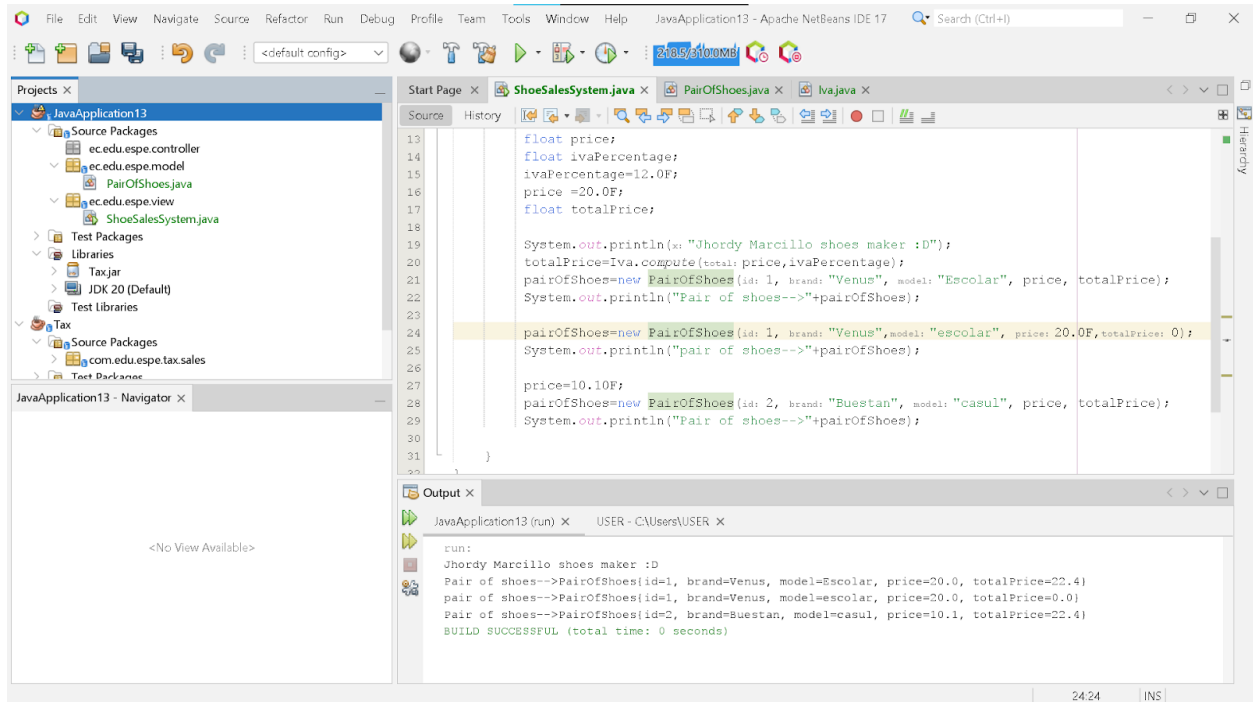 File Edit View Navigate Source Refactor Run Debug Profile Team Tools Window Help JavaApplication13 - Apache NetBeans IDE 17 Search (Ctrl+I)
<default config> 218.5/310.0MB
Projects
JavaApplication13
Source Packages
ec.edu.espe.controller
ec.edu.espe.model
PairOfShoes.java
ec.edu.espe.view
ShoeSalesSystem.java
Test Packages
Libraries
Tax.jar
JDK 20 (Default)
Test Libraries
Tax
Source Packages
com.edu.espe.tax.sales
Test Packages
JavaApplication13 - Navigator
<No View Available>
Start Page ShoeSalesSystem.java PairOfShoes.java Iva.java
Source History
13 float price;
14 float ivaPercentage;
15 ivaPercentage=12.0F;
16 price =20.0F;
17 float totalPrice;
18
19 System.out.println(x: "Jhordy Marcillo shoes maker :D");
20 totalPrice=Iva.compute(total: price,ivaPercentage);
21 pairOfShoes=new PairOfShoes(id: 1, brand: "Venus", model: "Escolar", price, totalPrice);
22 System.out.println("Pair of shoes-->"+pairOfShoes);
23
24 pairOfShoes=new PairOfShoes(id: 1, brand: "Venus",model: "escolar", price: 20.0F,totalPrice: 0);
25 System.out.println("pair of shoes-->"+pairOfShoes);
26
27 price=10.10F;
28 pairOfShoes=new PairOfShoes(id: 2, brand: "Buestan", model: "casul", price, totalPrice);
29 System.out.println("Pair of shoes-->"+pairOfShoes);
30
31 }
32 }
Hierarchy
Output
JavaApplication13 (run) USER - C:\Users\USER
run:
Jhordy Marcillo shoes maker :D
Pair of shoes-->PairOfShoes{id=1, brand=Venus, model=Escolar, price=20.0, totalPrice=22.4}
pair of shoes-->PairOfShoes{id=1, brand=Venus, model=escolar, price=20.0, totalPrice=0.0}
Pair of shoes-->PairOfShoes{id=2, brand=Buestan, model=casul, price=10.1, totalPrice=22.4}
BUILD SUCCESSFUL (total time: 0 seconds)
24:24 INS